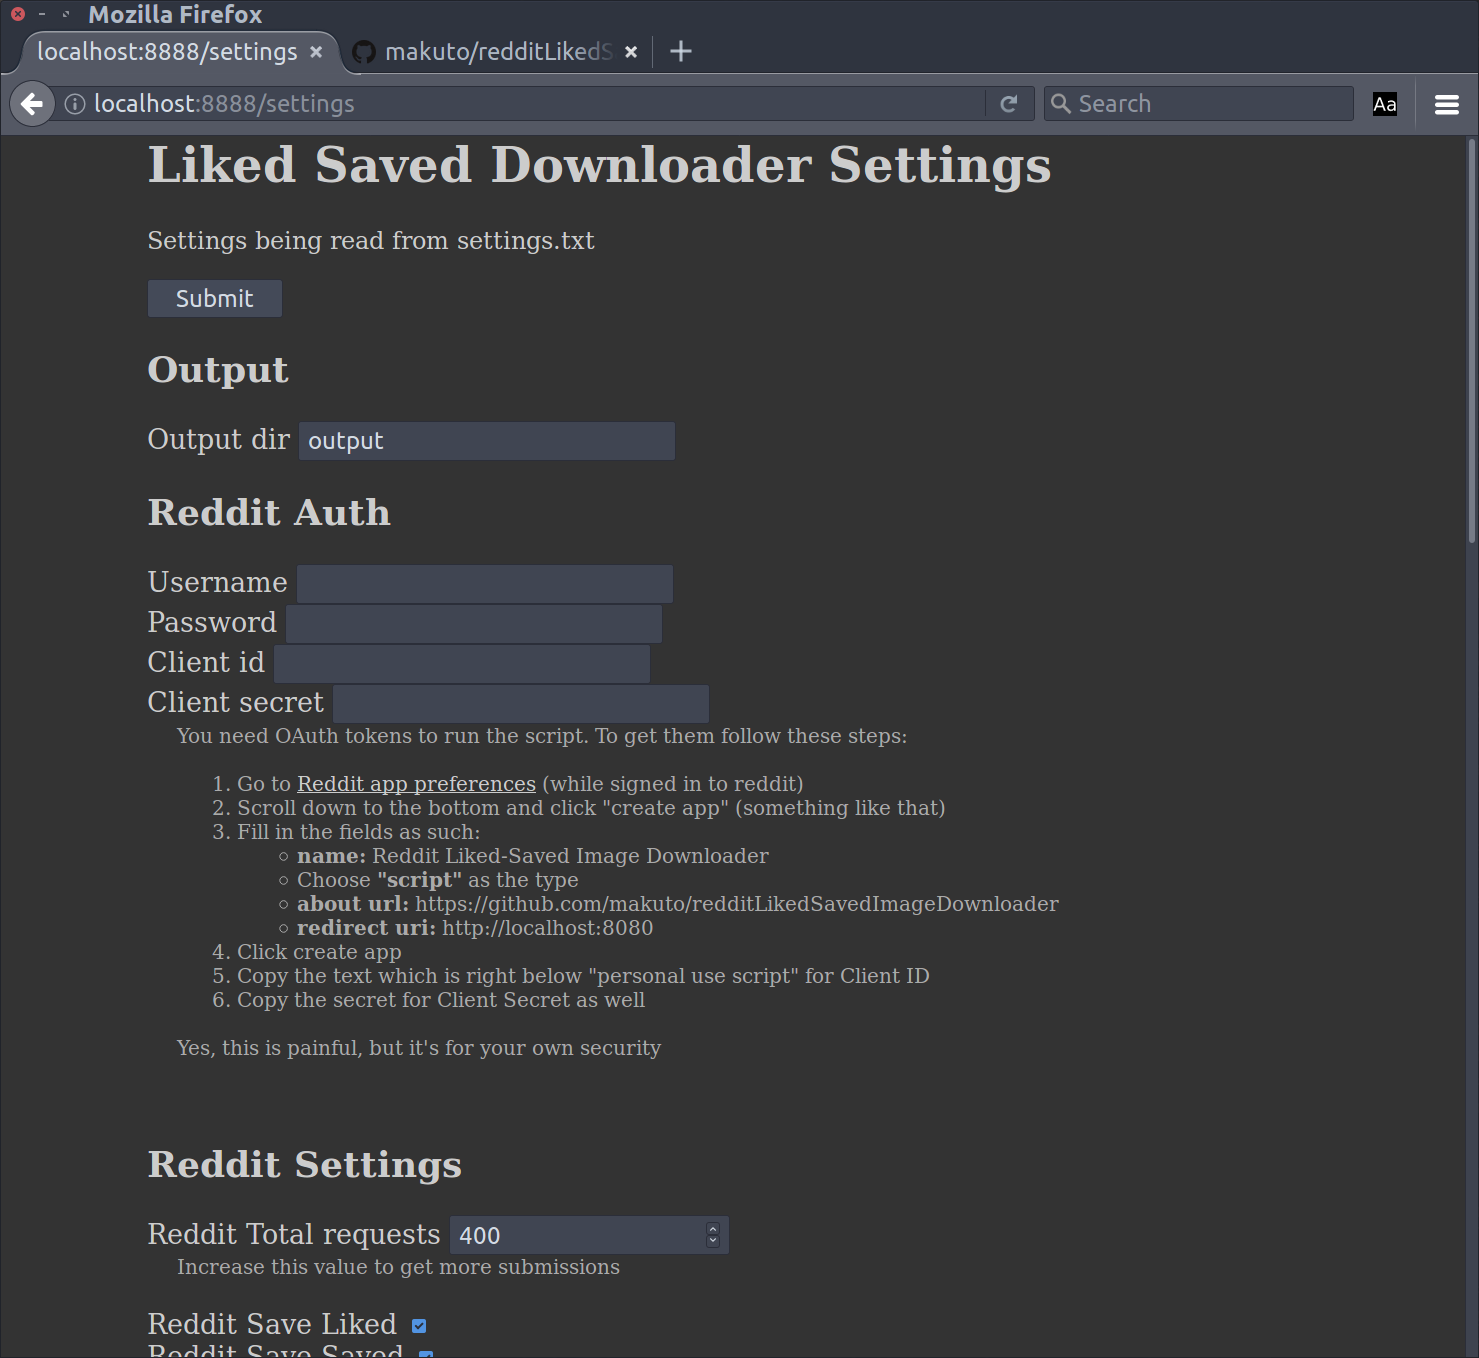 Mozilla Firefox
localhost:8888/settings
makuto/redditLikedS
localhost:8888/settings
Search
Aa
Liked Saved Downloader Settings
Settings being read from settings.txt
Submit
Output
Output dir output
Reddit Auth
Username
Password
Client id
Client secret
You need OAuth tokens to run the script. To get them follow these steps:
1. Go to Reddit app preferences (while signed in to reddit)
2. Scroll down to the bottom and click "create app" (something like that)
3. Fill in the fields as such:
◦ name: Reddit Liked-Saved Image Downloader
◦ Choose "script" as the type
◦ about url: https://github.com/makuto/redditLikedSavedImageDownloader
◦ redirect uri: http://localhost:8080
4. Click create app
5. Copy the text which is right below "personal use script" for Client ID
6. Copy the secret for Client Secret as well
Yes, this is painful, but it's for your own security
Reddit Settings
Reddit Total requests 400
Increase this value to get more submissions
Reddit Save Liked
Reddit Save Saved